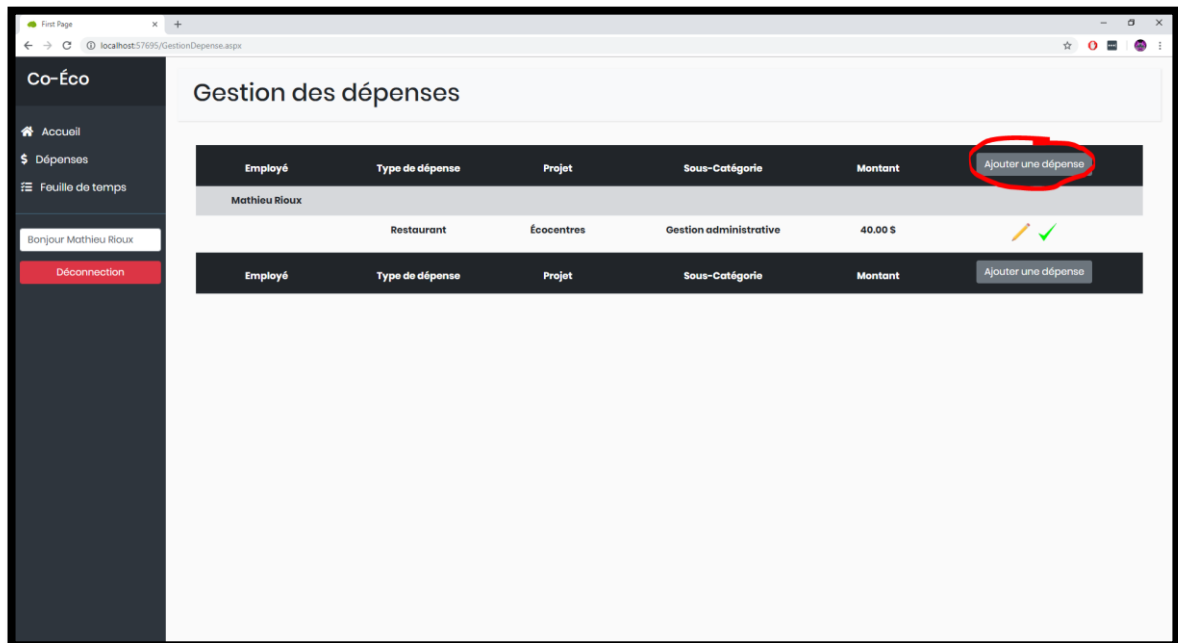 First Page
localhost:57695/GestionDepense.aspx
Co-Éco
Gestion des dépenses
Accueil
Dépenses
Feuille de temps
Bonjour Mathieu Rioux
Déconnection
Employé Type de dépense Projet Sous-Catégorie Montant Ajouter une dépense
Mathieu Rioux
Restaurant Écocentres Gestion administrative 40.00 $
Employé Type de dépense Projet Sous-Catégorie Montant Ajouter une dépense